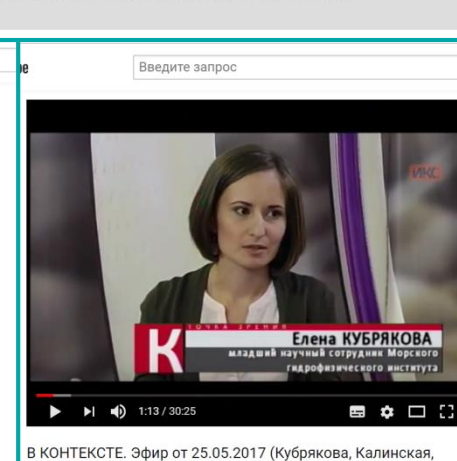 ое
Введите запрос
ИКС
К
ТОЧКА ЗРЕНИЯ
Елена КУБРЯКОВА
младший научный сотрудник Морского
гидрофизического института
1:13 / 30:25
В КОНТЕКСТЕ. Эфир от 25.05.2017 (Кубрякова, Калинская,